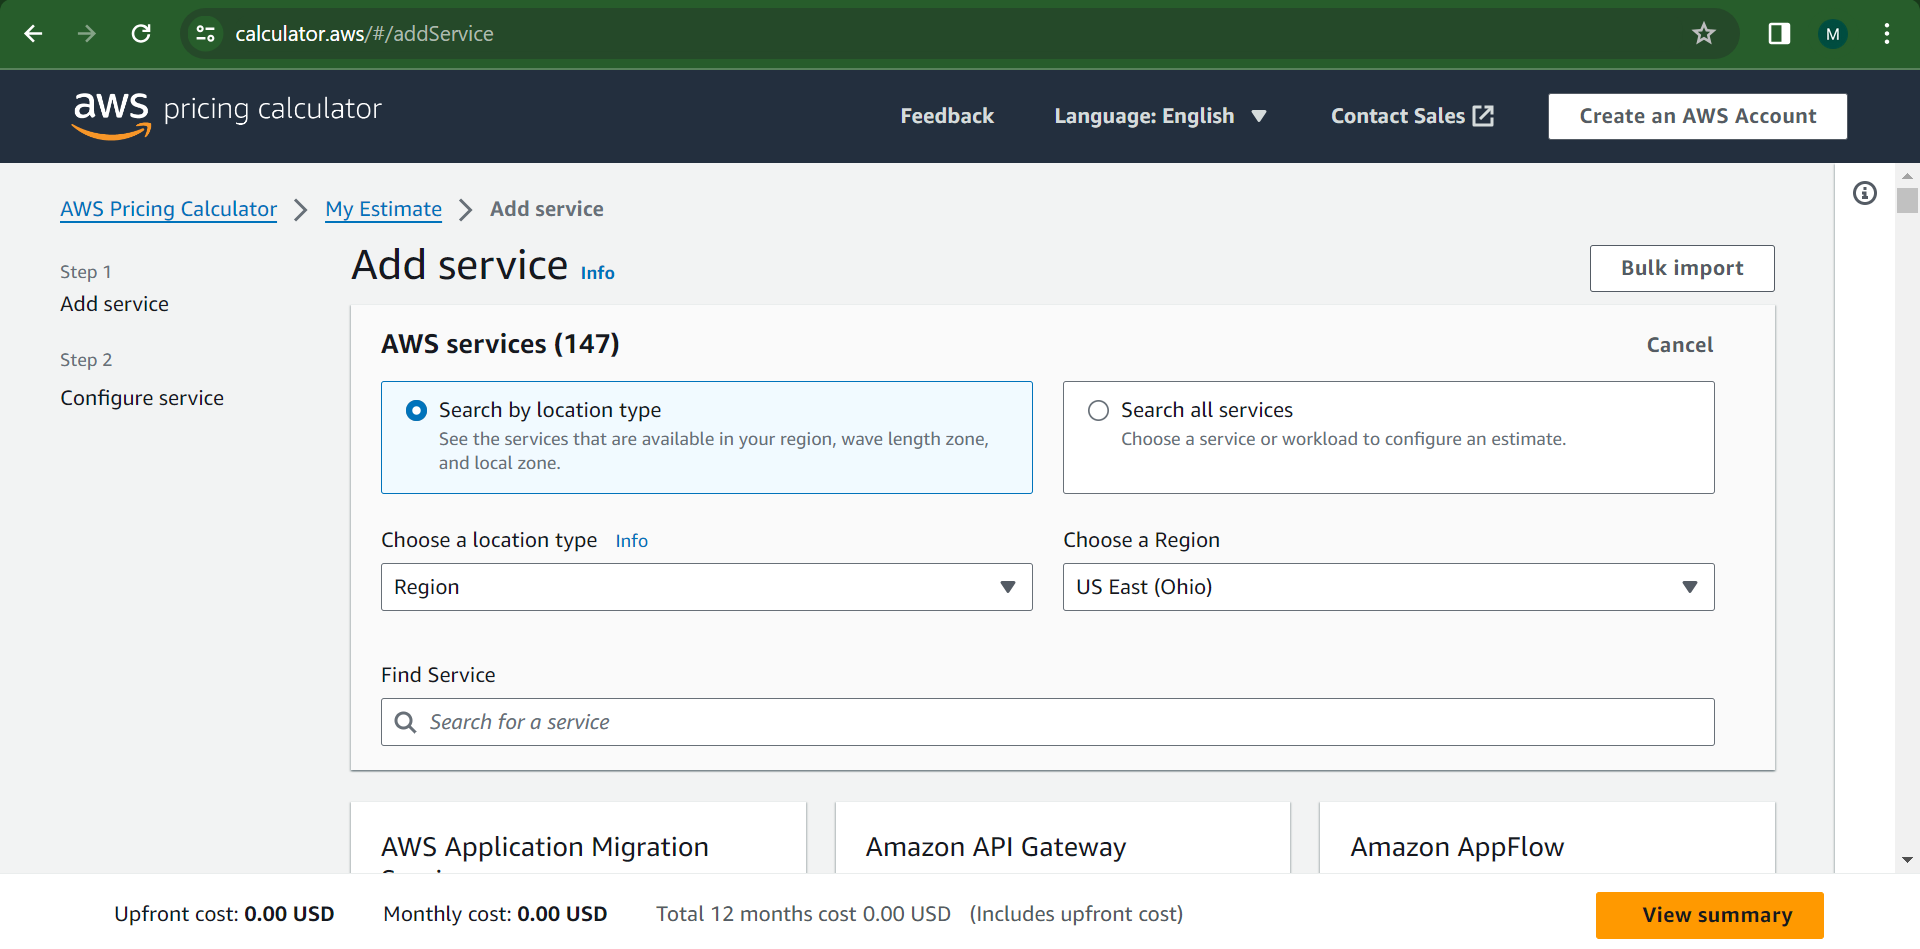 calculator.aws/#/addService
M
aws pricing calculator
Feedback
Language: English
Contact Sales
Create an AWS Account
AWS Pricing Calculator
My Estimate
Add service
Step 1
Add service
Step 2
Configure service
Add service Info
Bulk import
AWS services (147)
Cancel
Search by location type
See the services that are available in your region, wave length zone,
and local zone.
Search all services
Choose a service or workload to configure an estimate.
Choose a location type Info
Region
Choose a Region
US East (Ohio)
Find Service
Search for a service
AWS Application Migration
Amazon API Gateway
Amazon AppFlow
Upfront cost: 0.00 USD
Monthly cost: 0.00 USD
Total 12 months cost 0.00 USD (Includes upfront cost)
View summary